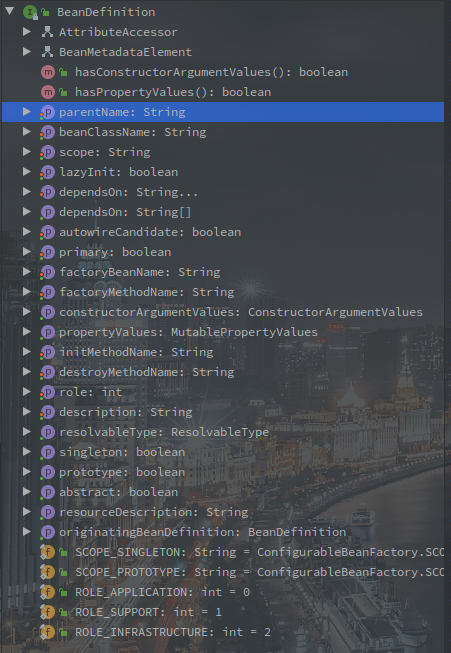 BeanDefinition
AttributeAccessor
BeanMetadataElement
hasConstructorArgumentValues(): boolean
hasPropertyValues(): boolean
parentName: String
beanClassName: String
scope: String
lazyInit: boolean
dependsOn: String...
dependsOn: String[]
autowireCandidate: boolean
primary: boolean
factoryBeanName: String
factoryMethodName: String
constructorArgumentValues: ConstructorArgumentValues
propertyValues: MutablePropertyValues
initMethodName: String
destroyMethodName: String
role: int
description: String
resolvableType: ResolvableType
singleton: boolean
prototype: boolean
abstract: boolean
resourceDescription: String
originatingBeanDefinition: BeanDefinition
SCOPE_SINGLETON: String = ConfigurableBeanFactory.SCO
SCOPE_PROTOTYPE: String = ConfigurableBeanFactory.SCO
ROLE_APPLICATION: int = 0
ROLE_SUPPORT: int = 1
ROLE_INFRASTRUCTURE: int = 2